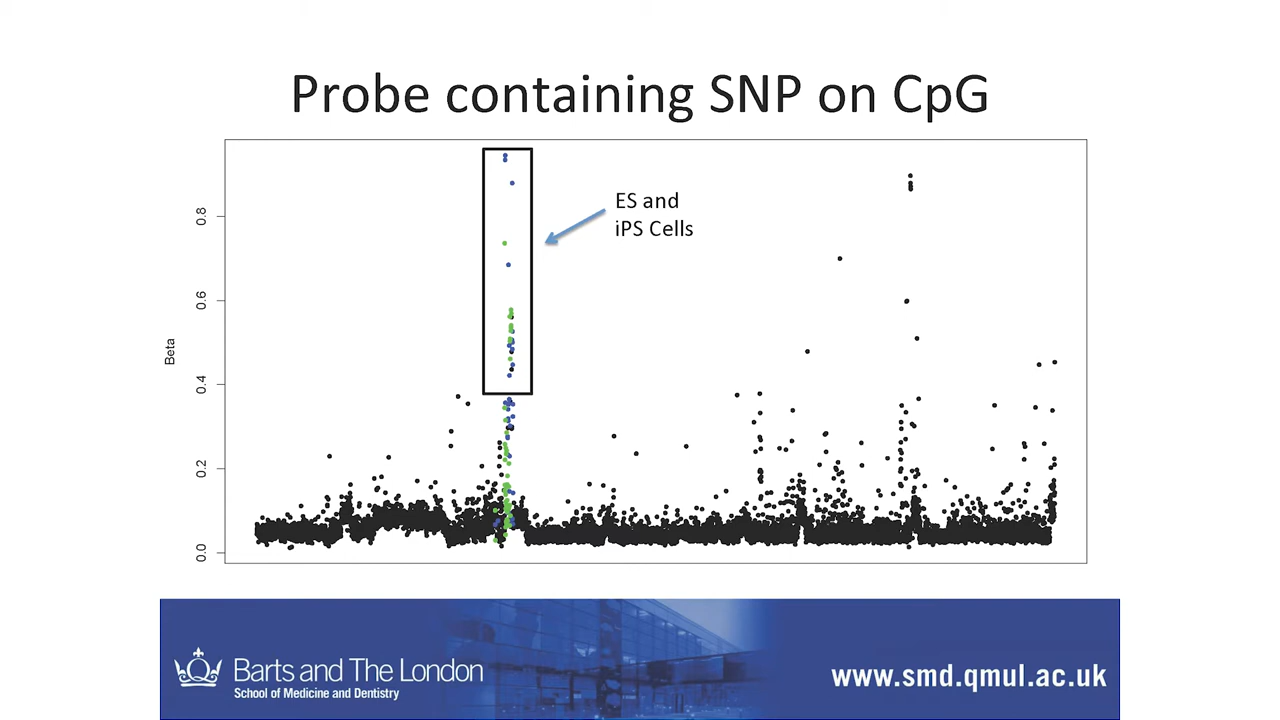 Probe containing SNP on CpG
ES and
iPS Cells
Beta
0.8
0.6
0.4
0.2
0.0
Barts and The London
School of Medicine and Dentistry
www.smd.qmul.ac.uk